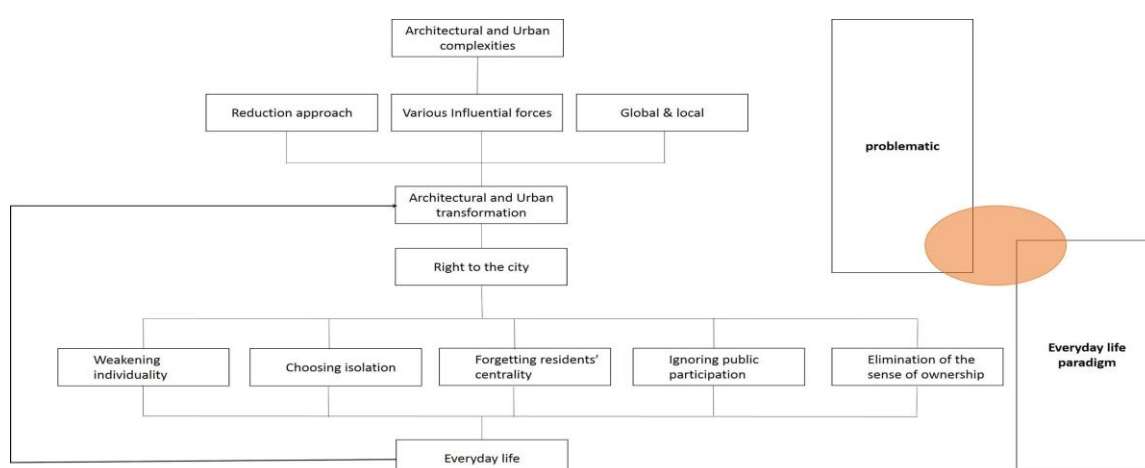 Architectural and Urban
complexities
Reduction approach
Various Influential forces
Global & local
problematic
Architectural and Urban
transformation
Right to the city
Weakening
individuality
Choosing isolation
Forgetting residents'
centrality
Ignoring public
participation
Elimination of the
sense of ownership
Everyday life
paradigm
Everyday life